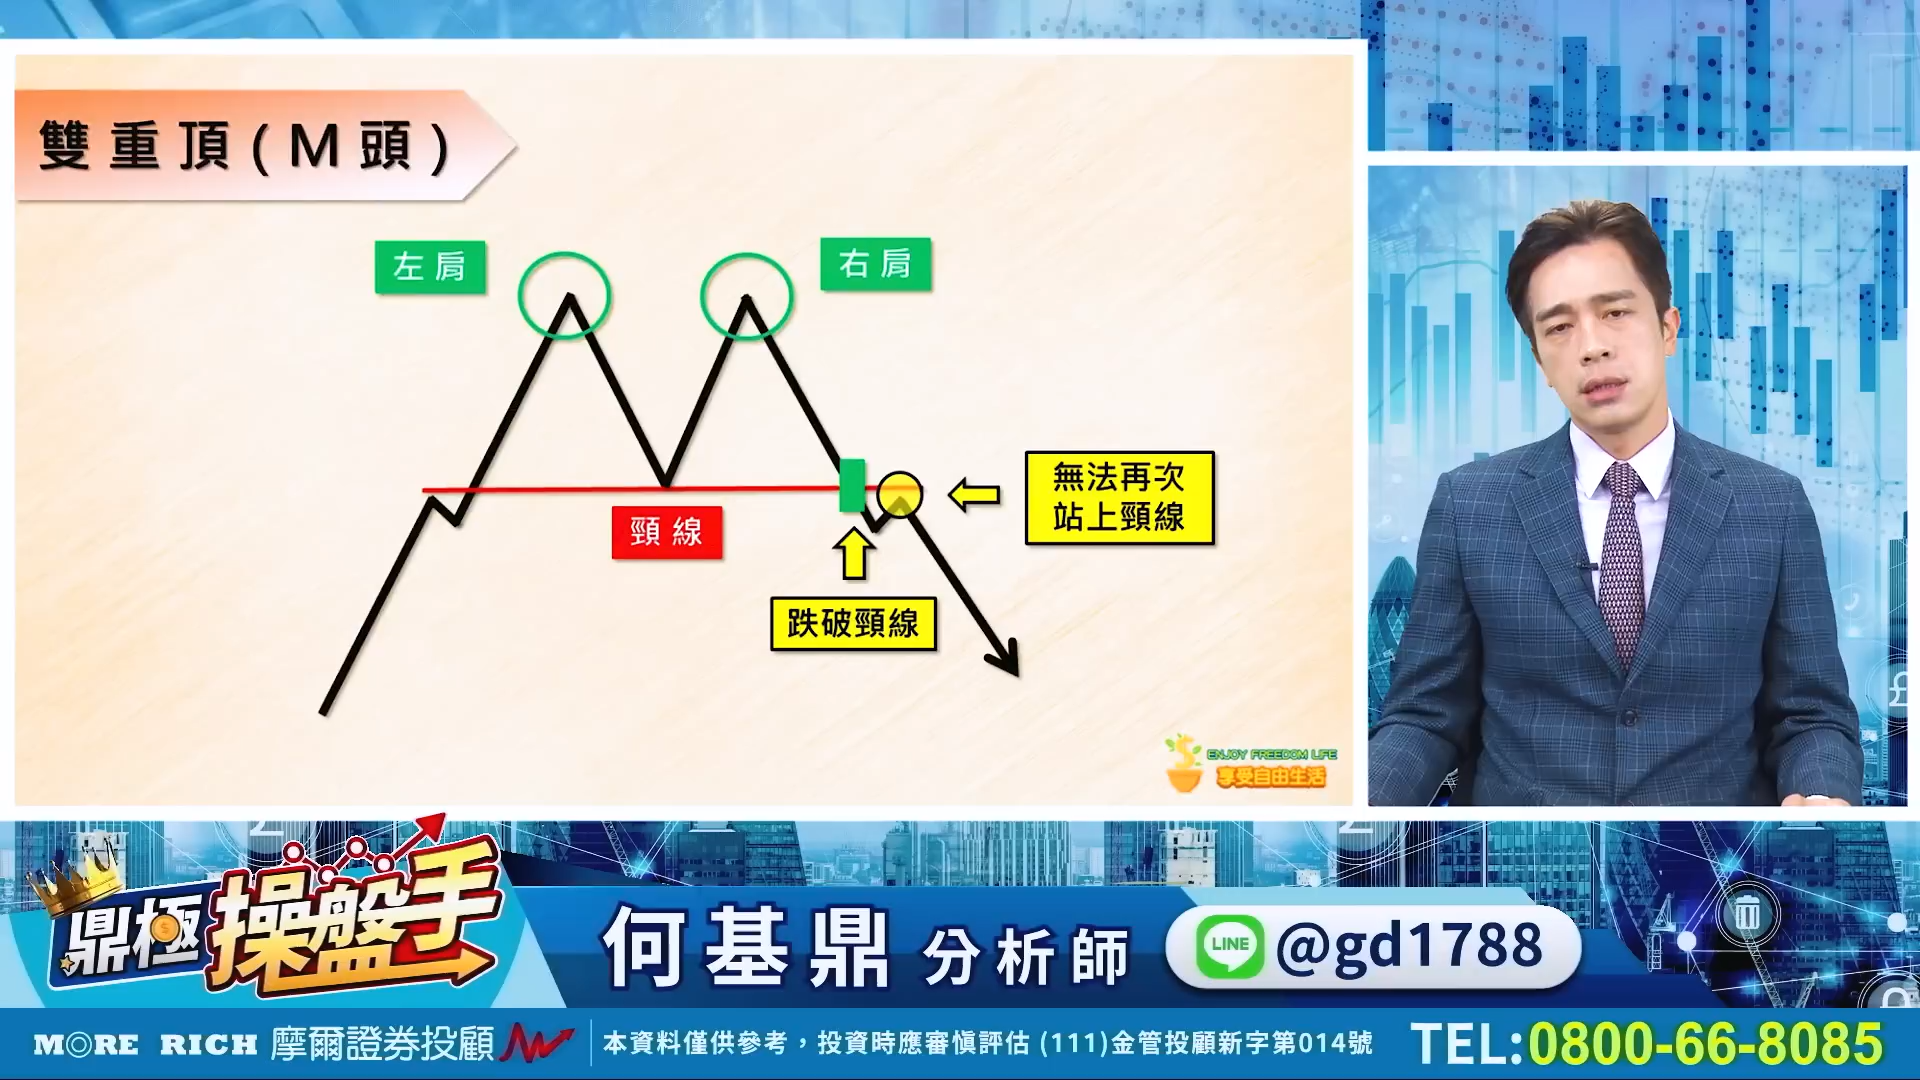 雙重頂(M頭)
左肩
右肩
無法再次
站上頸線
頸線
跌破頸線
ENJOY FREEDOM LIFE
享受自由生活
鼎極操盤手
何基鼎 分析師
LINE @gd1788
MORE RICH 摩爾證券投顧
本資料僅供參考，投資時應審慎評估 (111)金管投顧新字第014號
TEL:0800-66-8085